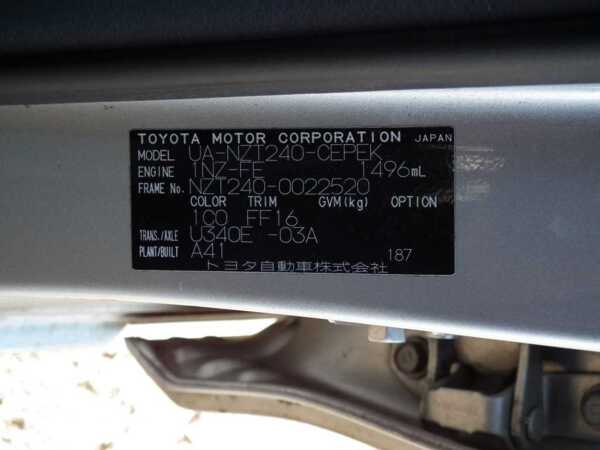 TOYOTA MOTOR CORPORATION JAPAN
MODEL UA-NZT240-CEPEK
ENGINE 1NZ-FE 1496mL
FRAME No. NZT240-0022520
COLOR TRIM GVM(kg) OPTION
1C0 FF16
TRANS./AXLE U340E -03A
PLANT/BUILT A41 187
トヨタ自動車株式会社